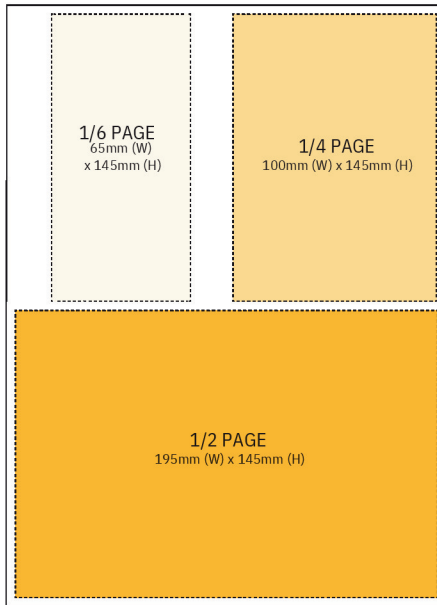 1/6 PAGE
65mm (W)
x 145mm (H)
1/4 PAGE
100mm (W) x 145mm (H)
1/2 PAGE
195mm (W) x 145mm (H)